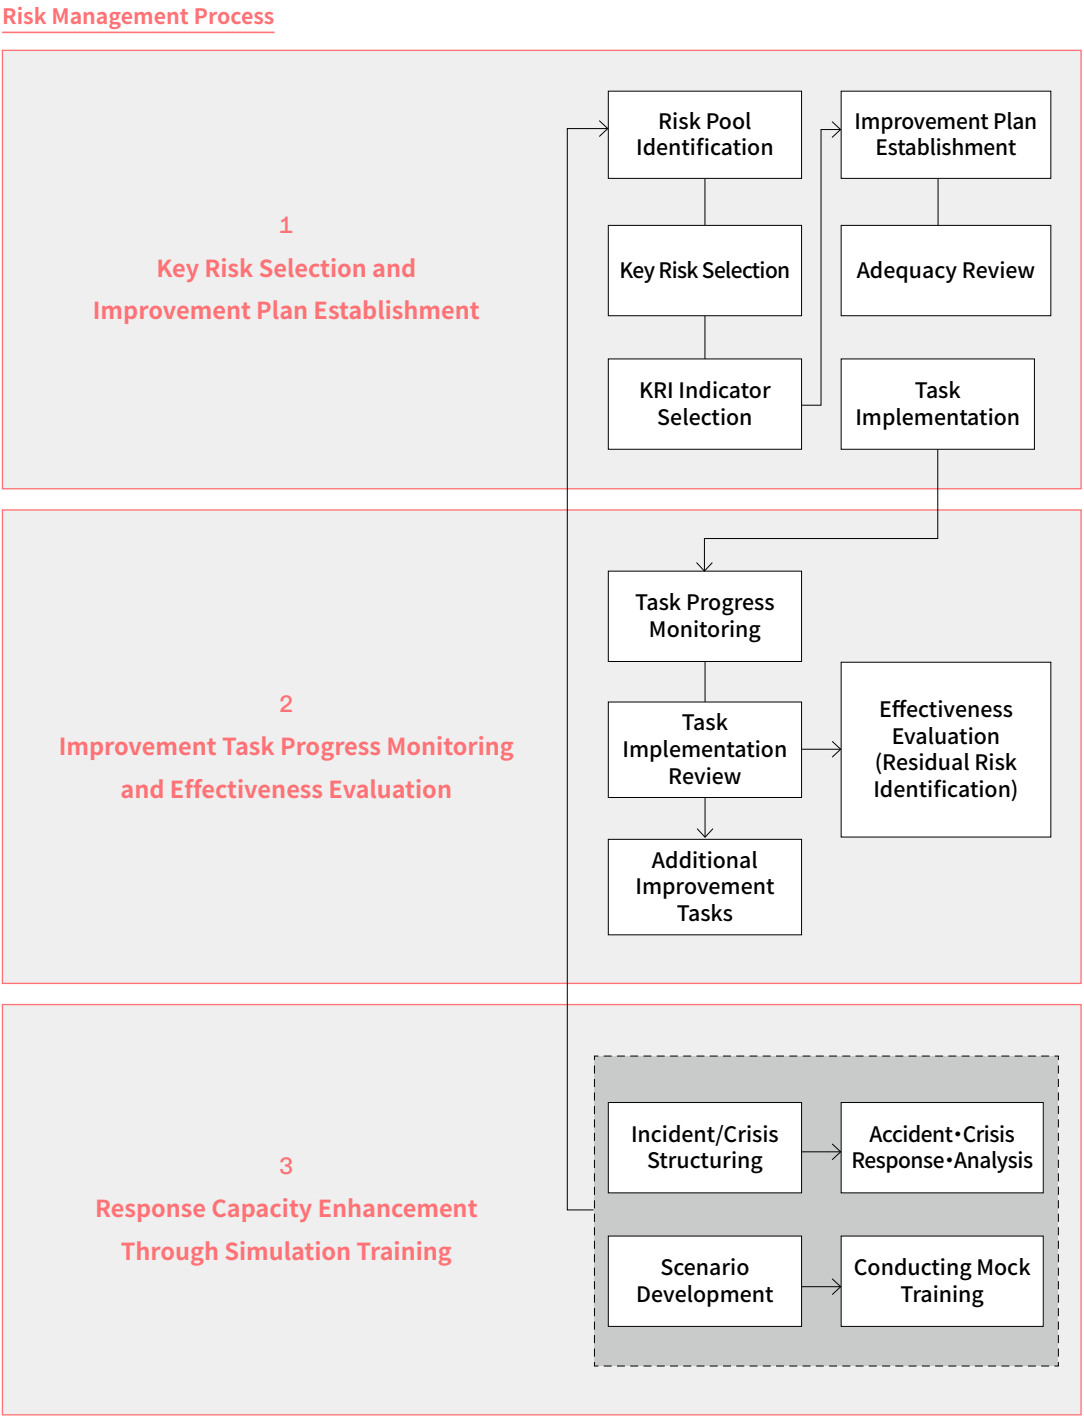 Risk Management Process
1
Key Risk Selection and
Improvement Plan Establishment
Risk Pool
Identification
Key Risk Selection
KRI Indicator
Selection
Improvement Plan
Establishment
Adequacy Review
Task
Implementation
2
Improvement Task Progress Monitoring
and Effectiveness Evaluation
Task Progress
Monitoring
Task
Implementation
Review
Additional
Improvement
Tasks
Effectiveness
Evaluation
(Residual Risk
Identification)
3
Response Capacity Enhancement
Through Simulation Training
Incident/Crisis
Structuring
Accident•Crisis
Response•Analysis
Scenario
Development
Conducting Mock
Training